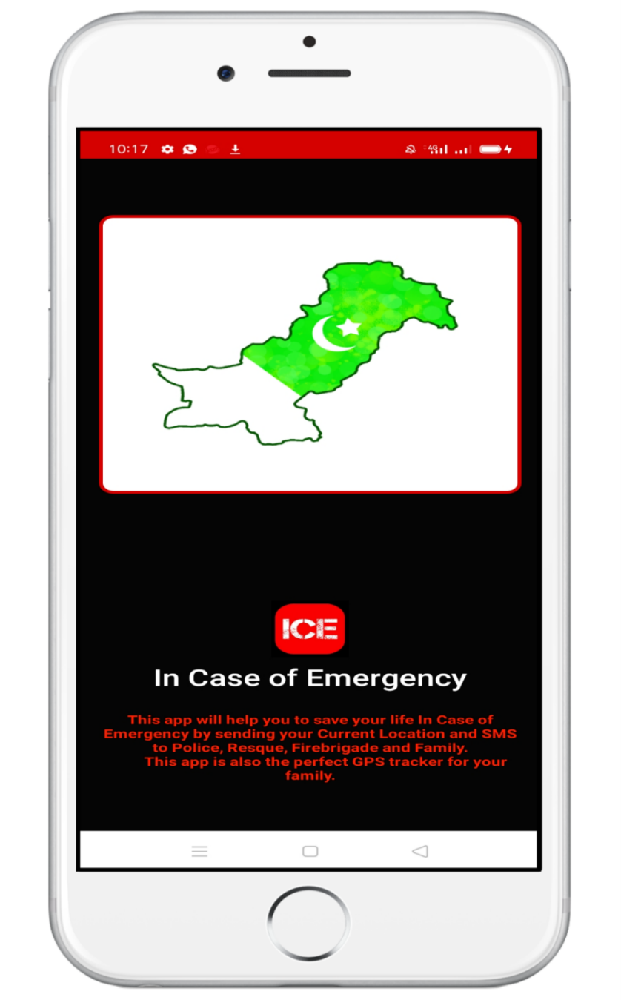 10:17
4G
ICE
In Case of Emergency
This app will help you to save your life In Case of
Emergency by sending your Current Location and SMS
to Police, Resque, Firebrigade and Family.
This app is also the perfect GPS tracker for your
family.